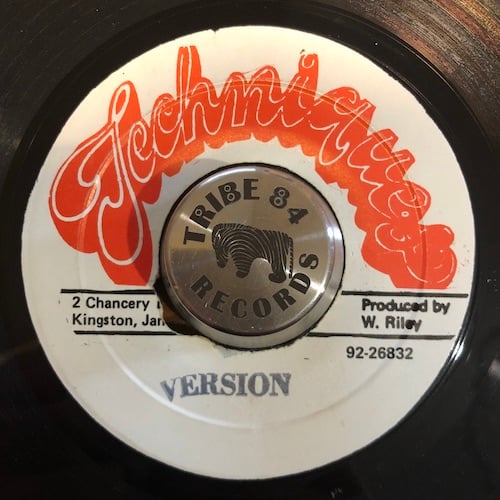 Techniques
TRIBE 84
RECORDS
2 Chancery
Kingston, Jam
Produced by
W. Riley
92-26832
VERSION